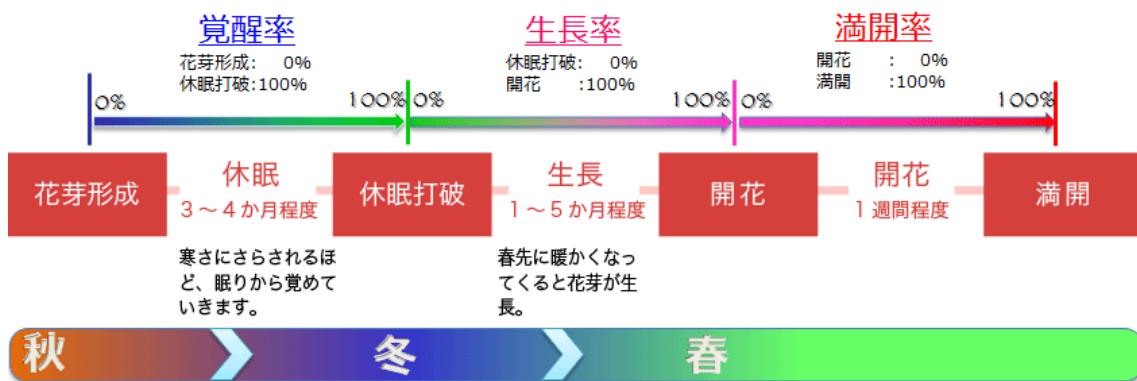 覚醒率
花芽形成: 0%
休眠打破:100%
生長率
休眠打破: 0%
開花 :100%
満開率
開花 : 0%
満開 :100%
0%
100%
0%
100%
0%
100%
花芽形成
休眠
3～4か月程度
休眠打破
生長
1～5か月程度
開花
開花
1週間程度
満開
寒さにさらされるほ
ど、眠りから覚めて
いきます。
春先に暖かくなっ
てくると花芽が生
長。
秋
冬
春